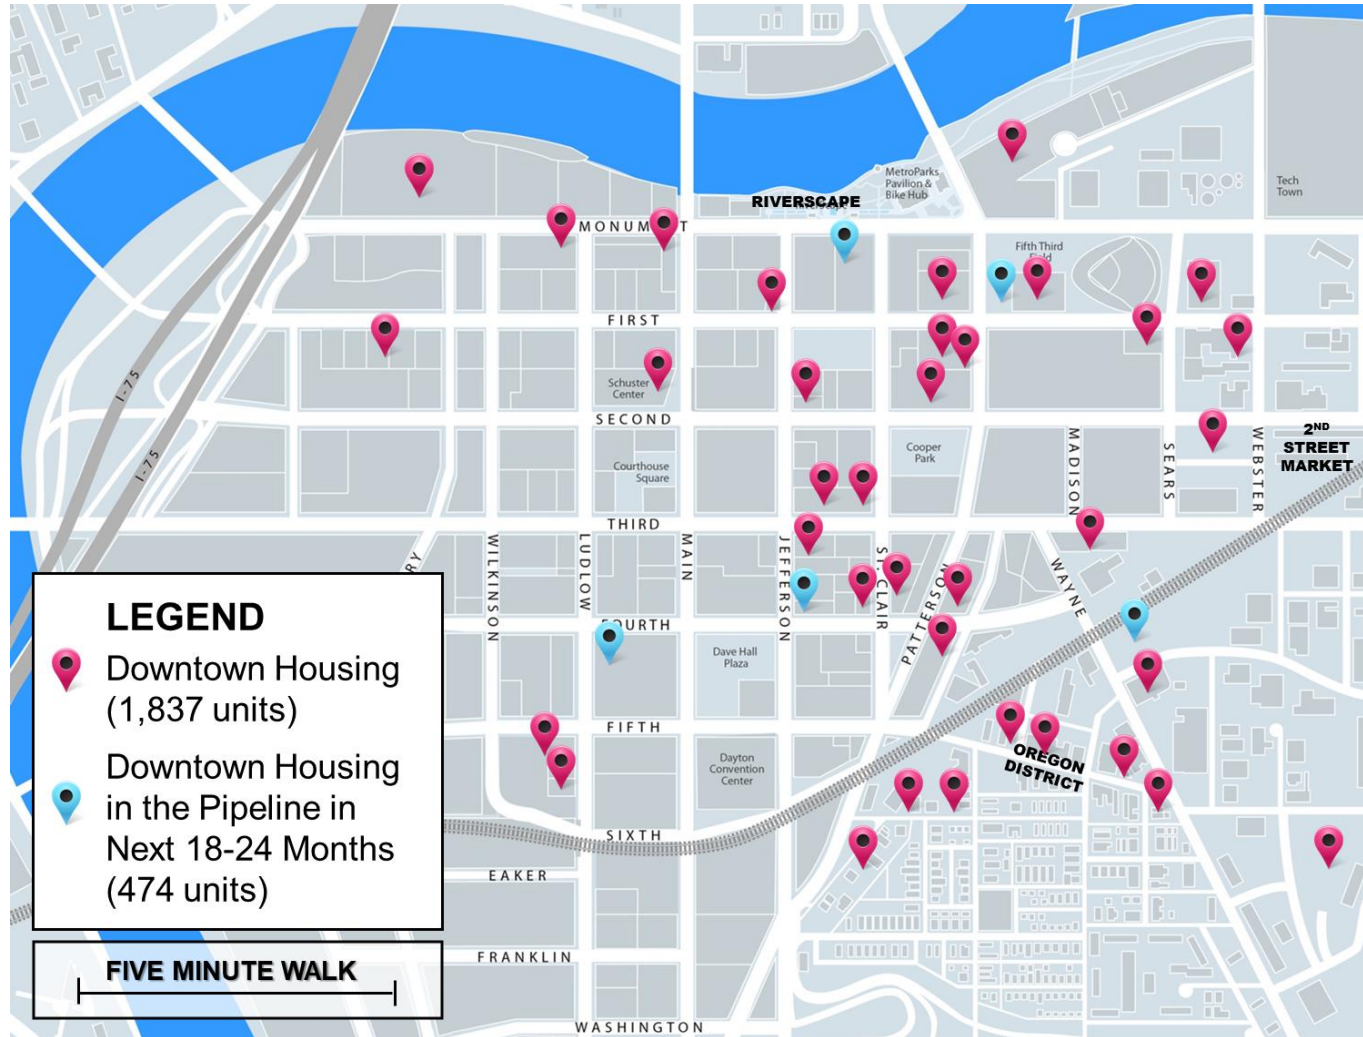 MetroParks
Pavilion &
Bike Hub
Tech
Town
RIVERSCAPE
MONUM
T
Fifth Third
I-75
FIRST
Schuster
Center
SECOND
2ND
STREET
MARKET
I-75
Courthouse
Square
Cooper
Park
MADISON
SEARS
WEBSTER
THIRD
RY
WILKINSON
LUDLOW
MAIN
JEFFERSON
ST. CLAIR
PATTERSON
WAYNE
FOURTH
Dave Hall
Plaza
LEGEND
Downtown Housing
(1,837 units)
Downtown Housing
in the Pipeline in
Next 18-24 Months
(474 units)
FIFTH
Dayton
Convention
Center
OREGON
DISTRICT
SIXTH
EAKER
FRANKLIN
WASHINGTON
FIVE MINUTE WALK